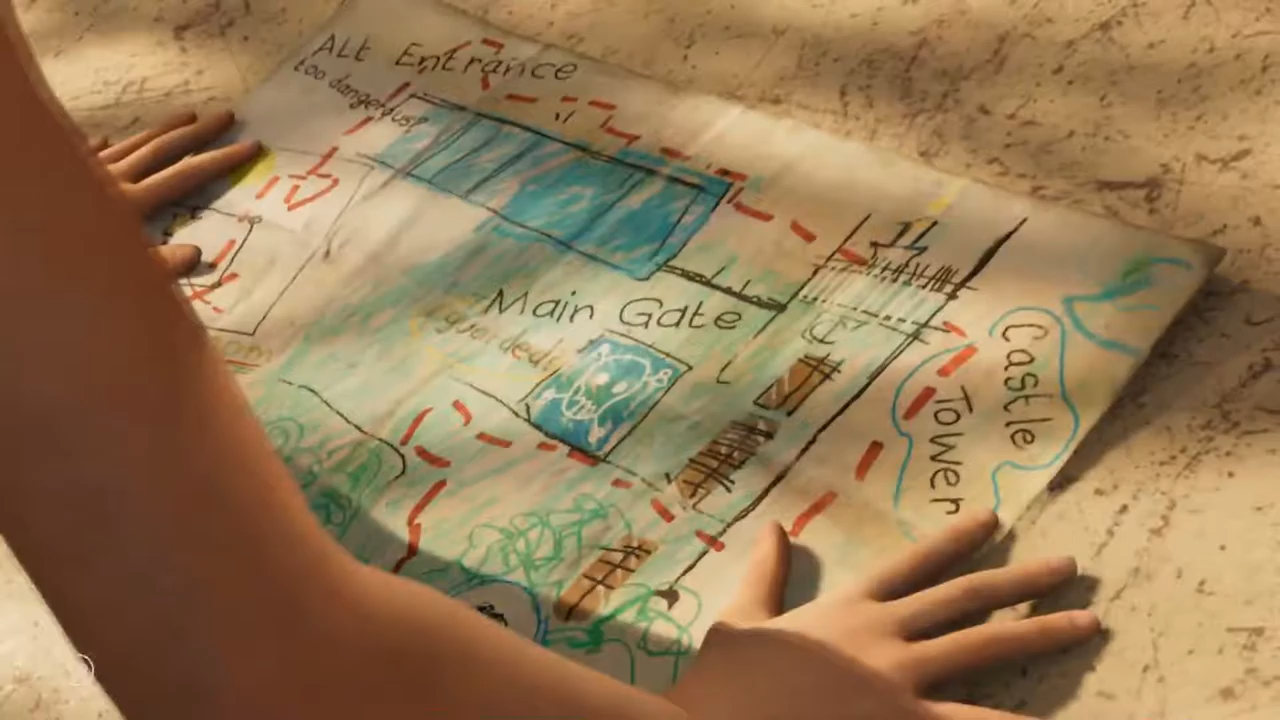 ALt Entrance
too dangerous?
Main Gate
(guarded)
Castle
Tower